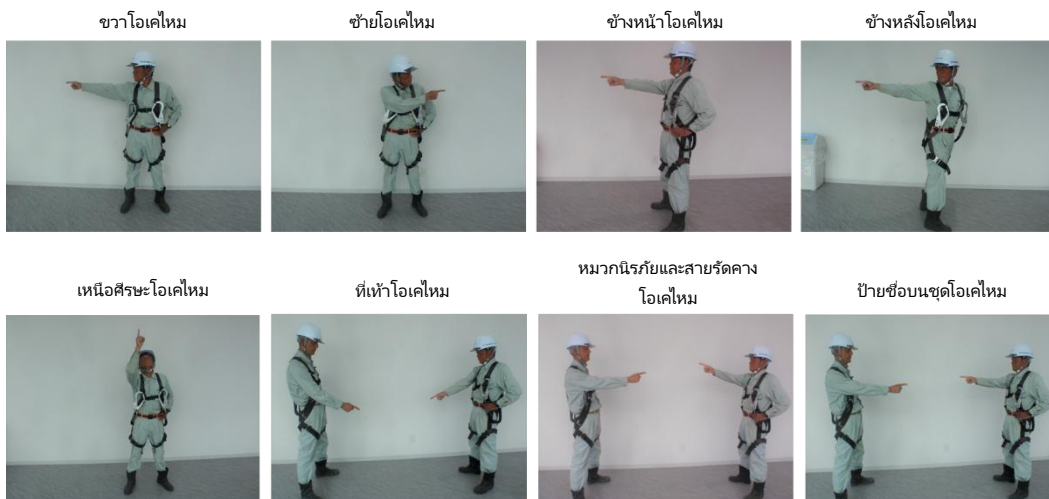 ขวาโอเคไหม
ซ้ายโอเคไหม
ข้างหน้าโอเคไหม
ข้างหลังโอเคไหม
เหนือศีรษะโอเคไหม
ที่เท้าโอเคไหม
หมวกนิรภัยและสายรัดคาง
โอเคไหม
ป้ายชื่อบนชุดโอเคไหม